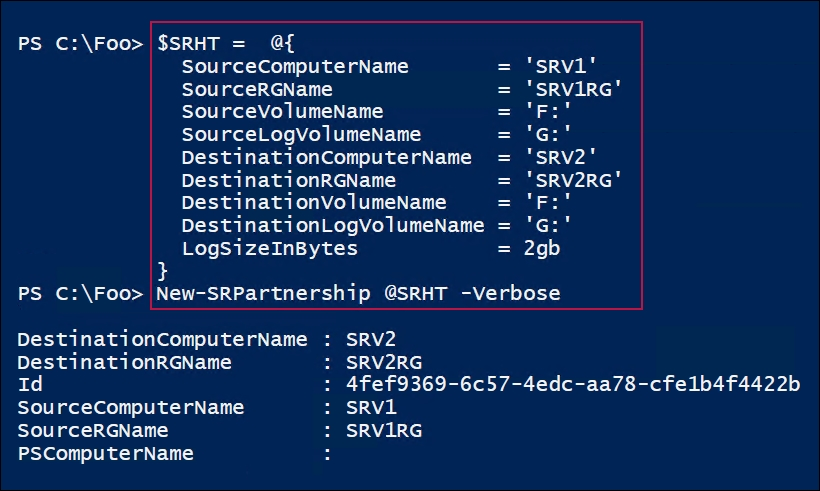 PS C:\Foo> $SRHT =  @{
  SourceComputerName       = 'SRV1'
  SourceRGName             = 'SRV1RG'
  SourceVolumeName         = 'F:'
  SourceLogVolumeName      = 'G:'
  DestinationComputerName  = 'SRV2'
  DestinationRGName        = 'SRV2RG'
  DestinationVolumeName    = 'F:'
  DestinationLogVolumeName = 'G:'
  LogSizeInBytes           = 2gb
}
PS C:\Foo> New-SRPartnership @SRHT -Verbose
DestinationComputerName : SRV2
DestinationRGName       : SRV2RG
Id                      : 4fef9369-6c57-4edc-aa78-cfe1b4f4422b
SourceComputerName      : SRV1
SourceRGName            : SRV1RG
PSComputerName          :